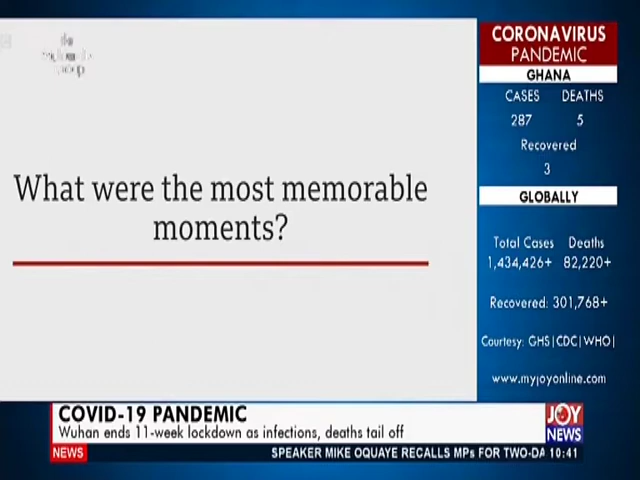 What were the most memorable
moments?
CORONAVIRUS
PANDEMIC
GHANA
CASES DEATHS
287 5
Recovered
3
GLOBALLY
Total Cases Deaths
1,434,426+ 82,220+
Recovered: 301,768+
Courtesy: GHS|CDC|WHO|
www.myjoyonline.com
COVID-19 PANDEMIC
Wuhan ends 11-week lockdown as infections, deaths tail off
JOY
NEWS
NEWS SPEAKER MIKE OQUAYE RECALLS MPs FOR TWO-DA 10:41